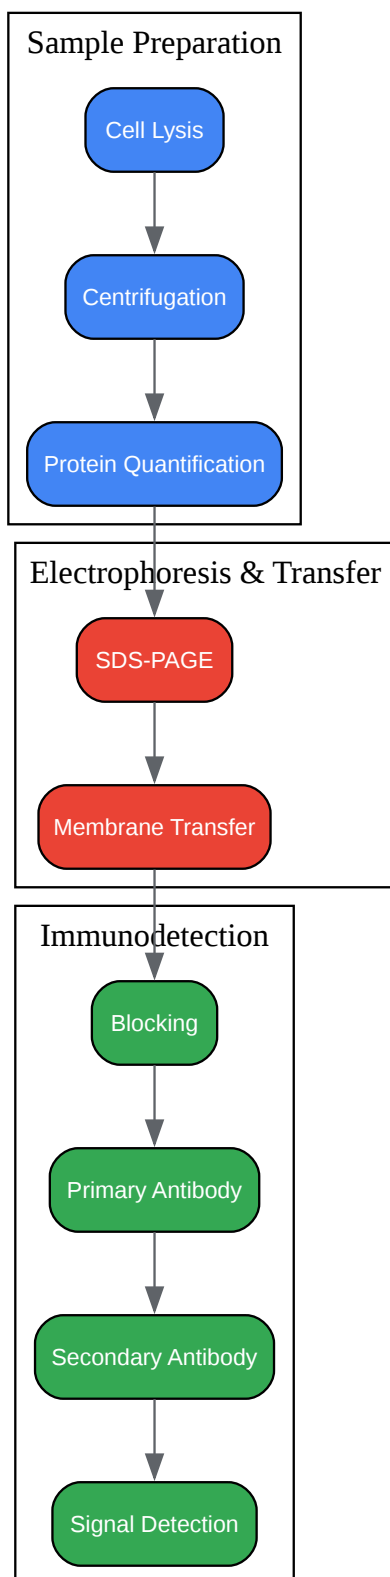 Sample Preparation
Cell Lysis
Centrifugation
Protein Quantification
Electrophoresis & Transfer
SDS-PAGE
Membrane Transfer
Immunodetection
Blocking
Primary Antibody
Secondary Antibody
Signal Detection